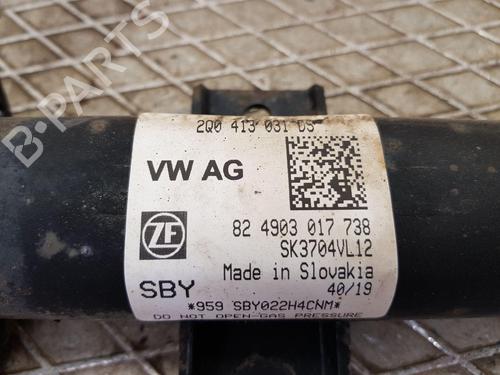 2Q0 413 031 DS
VW AG
82 4903 017 738
ZF
SK3704VL12
Made in Slovakia
SBY
40/19
*959 SBY022H4CNM*
DO NOT OPEN-GAS PRESSURE
B-PARTS